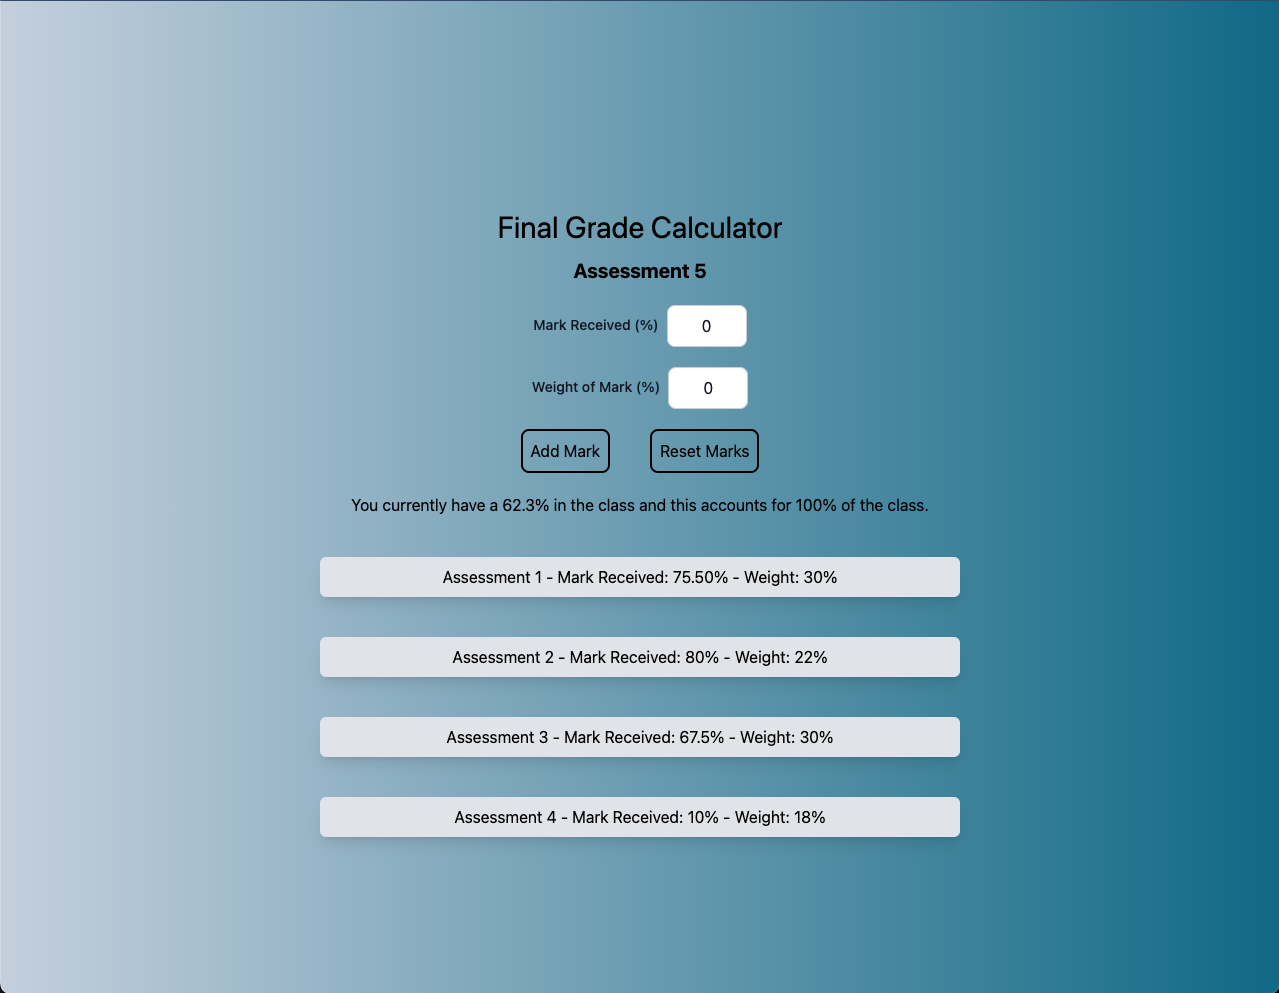 Final Grade Calculator
Assessment 5
Mark Received (%) 0
Weight of Mark (%) 0
Add Mark Reset Marks
You currently have a 62.3% in the class and this accounts for 100% of the class.
Assessment 1 - Mark Received: 75.50% - Weight: 30%
Assessment 2 - Mark Received: 80% - Weight: 22%
Assessment 3 - Mark Received: 67.5% - Weight: 30%
Assessment 4 - Mark Received: 10% - Weight: 18%